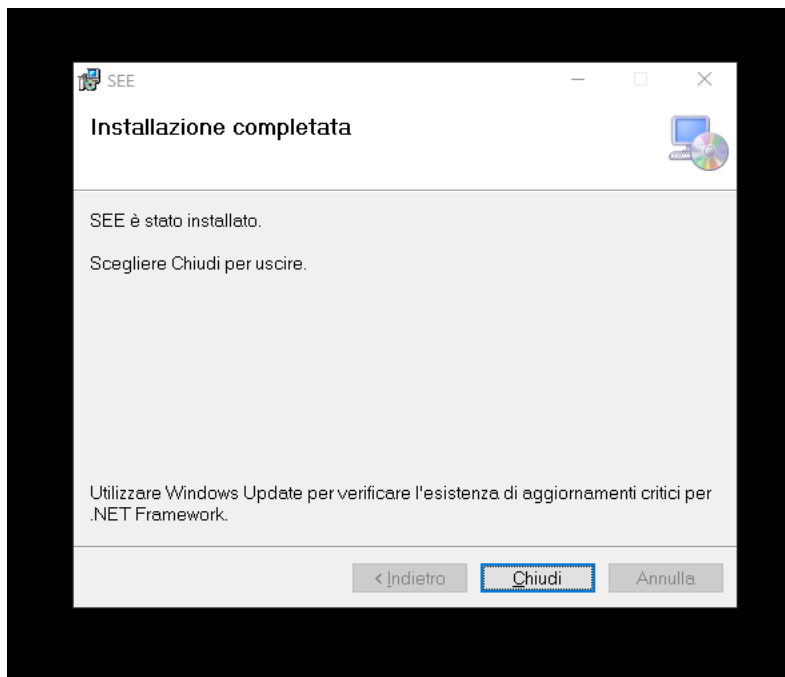 SEE
Installazione completata
SEE è stato installato.
Scegliere Chiudi per uscire.
Utilizzare Windows Update per verificare l'esistenza di aggiornamenti critici per
.NET Framework.
< Indietro
Chiudi
Annulla